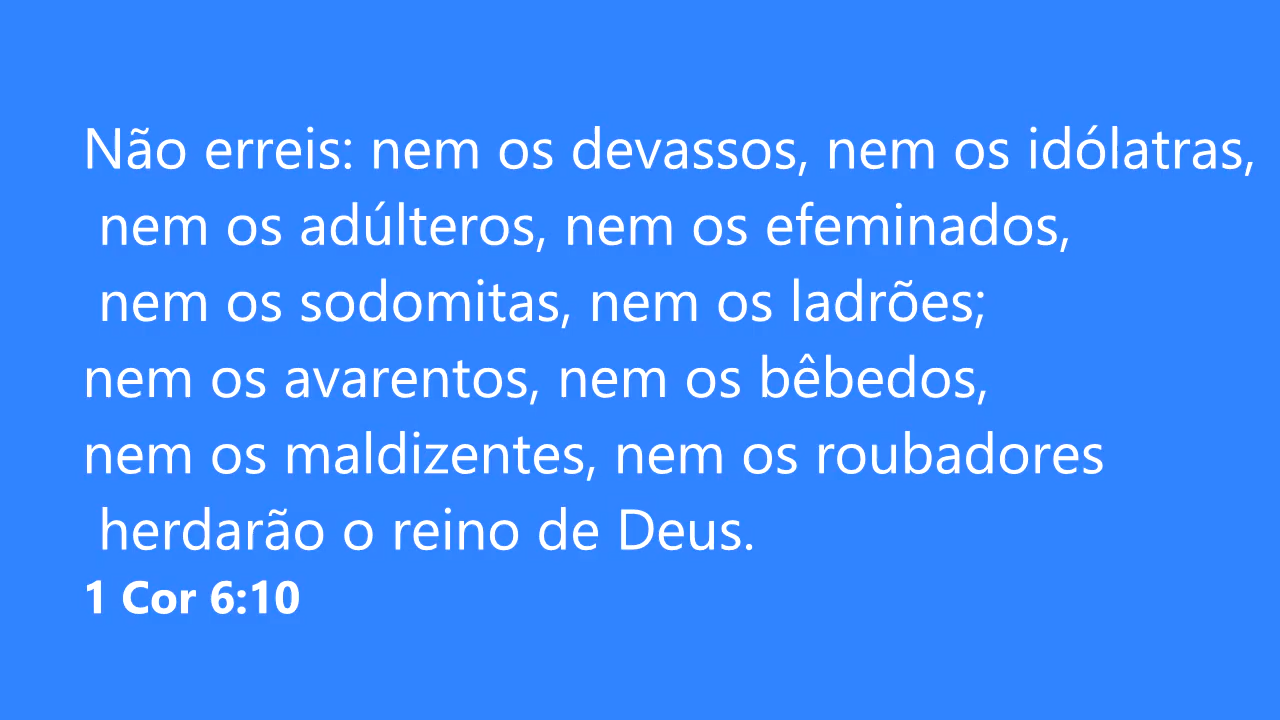 Não erreis: nem os devassos, nem os idólatras,
nem os adúlteros, nem os efeminados,
nem os sodomitas, nem os ladrões;
nem os avarentos, nem os bêbedos,
nem os maldizentes, nem os roubadores
herdarão o reino de Deus.
1 Cor 6:10